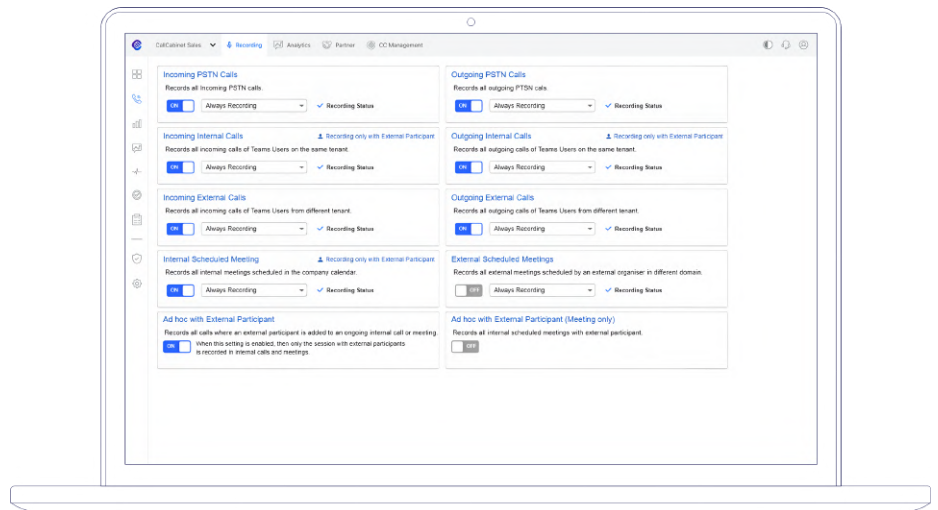 CallCabinet Sales Recording Analytics Partner CC Management
Incoming PSTN Calls
Records all Incoming PSTN calls.
ON Always Recording Recording Status
Outgoing PSTN Calls
Records all outgoing PTSN cals.
ON Always Recording Recording Status
Incoming Internal Calls Recording only with External Participant
Records all incoming calls of Teams Users on the same tenant.
ON Always Recording Recording Status
Outgoing Internal Calls Recording only with External Participant
Records all outgoing calls of Teams Users on the same tenant.
ON Always Recording Recording Status
Incoming External Calls
Records all incoming calls of Teams Users from different tenant.
ON Always Recording Recording Status
Outgoing External Calls
Records all outgoing calls of Teams Users from different tenant.
ON Always Recording Recording Status
Internal Scheduled Meeting Recording only with External Participant
Records all internal meetings scheduled in the company calendar.
ON Always Recording Recording Status
External Scheduled Meetings
Records all external meetings scheduled by an external organiser in different domain.
OFF Always Recording Recording Status
Ad hoc with External Participant
Records all calls where an external participant is added to an ongoing internal call or meeting.
ON When this setting is enabled, then only the session with external participants
is recorded in internal calls and meetings.
Ad hoc with External Participant (Meeting only)
Records all internal scheduled meetings with external participant.
OFF